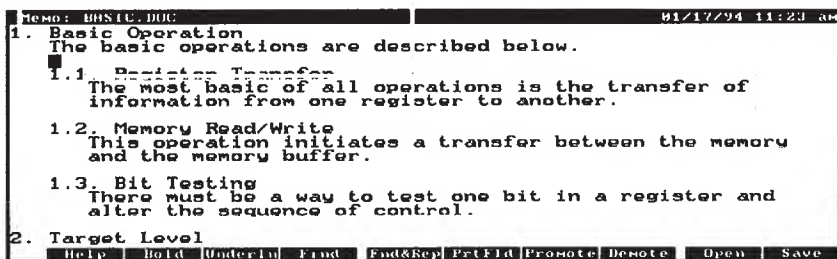 Memo: BASIC.DOC 01/17/94 11:23 am
1. Basic Operation
The basic operations are described below.
1.1. Register Transfer
The most basic of all operations is the transfer of
information from one register to another.
1.2. Memory Read/Write
This operation initiates a transfer between the memory
and the memory buffer.
1.3. Bit Testing
There must be a way to test one bit in a register and
alter the sequence of control.
2. Target Level
Help Bold Underln Find Fnd&Rep PrtFld Promote Demote Open Save